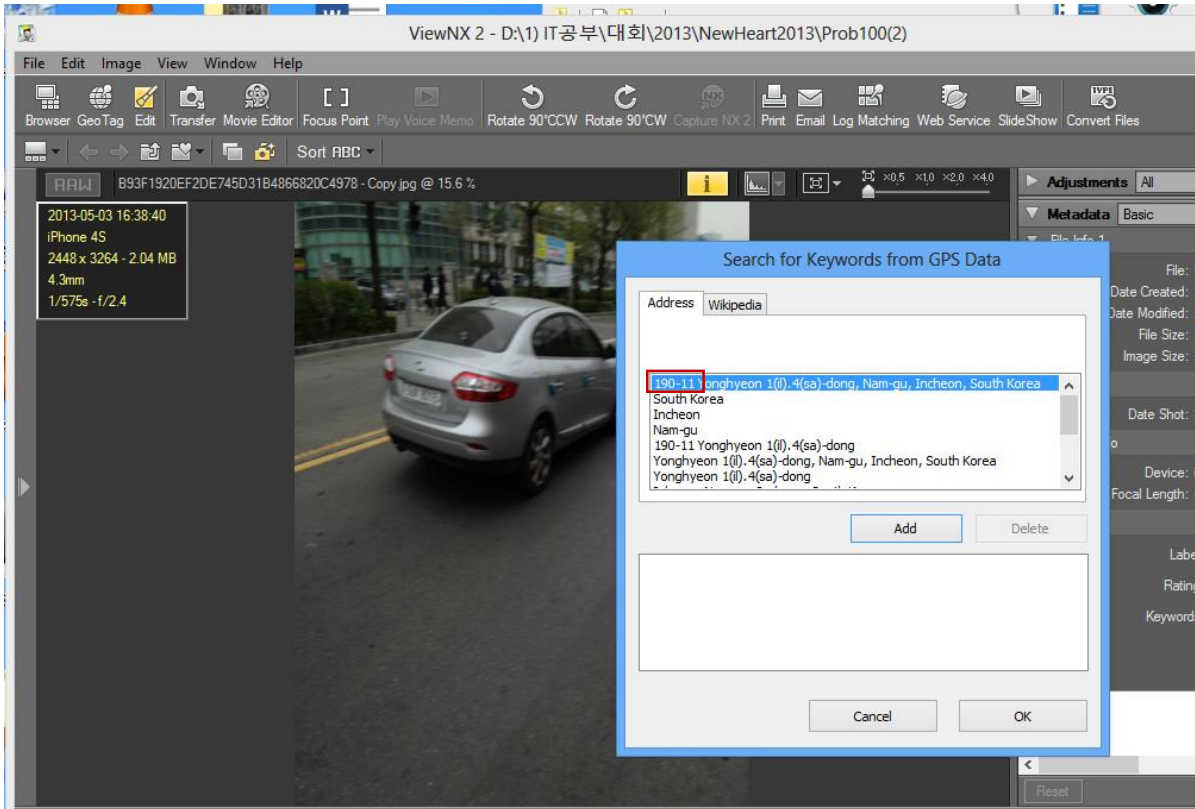 ViewNX 2 - D:\1) IT공부\대회\2013\NewHeart2013\Prob100(2)
File Edit Image View Window Help
Browser GeoTag Edit Transfer Movie Editor Focus Point Play Voice Memo Rotate 90°CCW Rotate 90°CW Capture NX 2 Print Email Log Matching Web Service SlideShow Convert Files
Sort ABC
RAW B93F1920EF2DE745D31B4866820C4978 - Copy.jpg @ 15.6 % i ×0.5 ×1.0 ×2.0 ×4.0
Adjustments All
2013-05-03 16:38:40
iPhone 4S
2448 x 3264 - 2.04 MB
4.3mm
1/575s - f/2.4
Search for Keywords from GPS Data
Address Wikipedia
190-11 Yonghyeon 1(il).4(sa)-dong, Nam-gu, Incheon, South Korea
South Korea
Incheon
Nam-gu
190-11 Yonghyeon 1(il).4(sa)-dong
Yonghyeon 1(il).4(sa)-dong, Nam-gu, Incheon, South Korea
Yonghyeon 1(il).4(sa)-dong
Add Delete
Cancel OK
Metadata Basic
File Info 1
File:
Date Created:
Date Modified:
File Size:
Image Size:
Date Shot:
Device:
Focal Length:
Reset